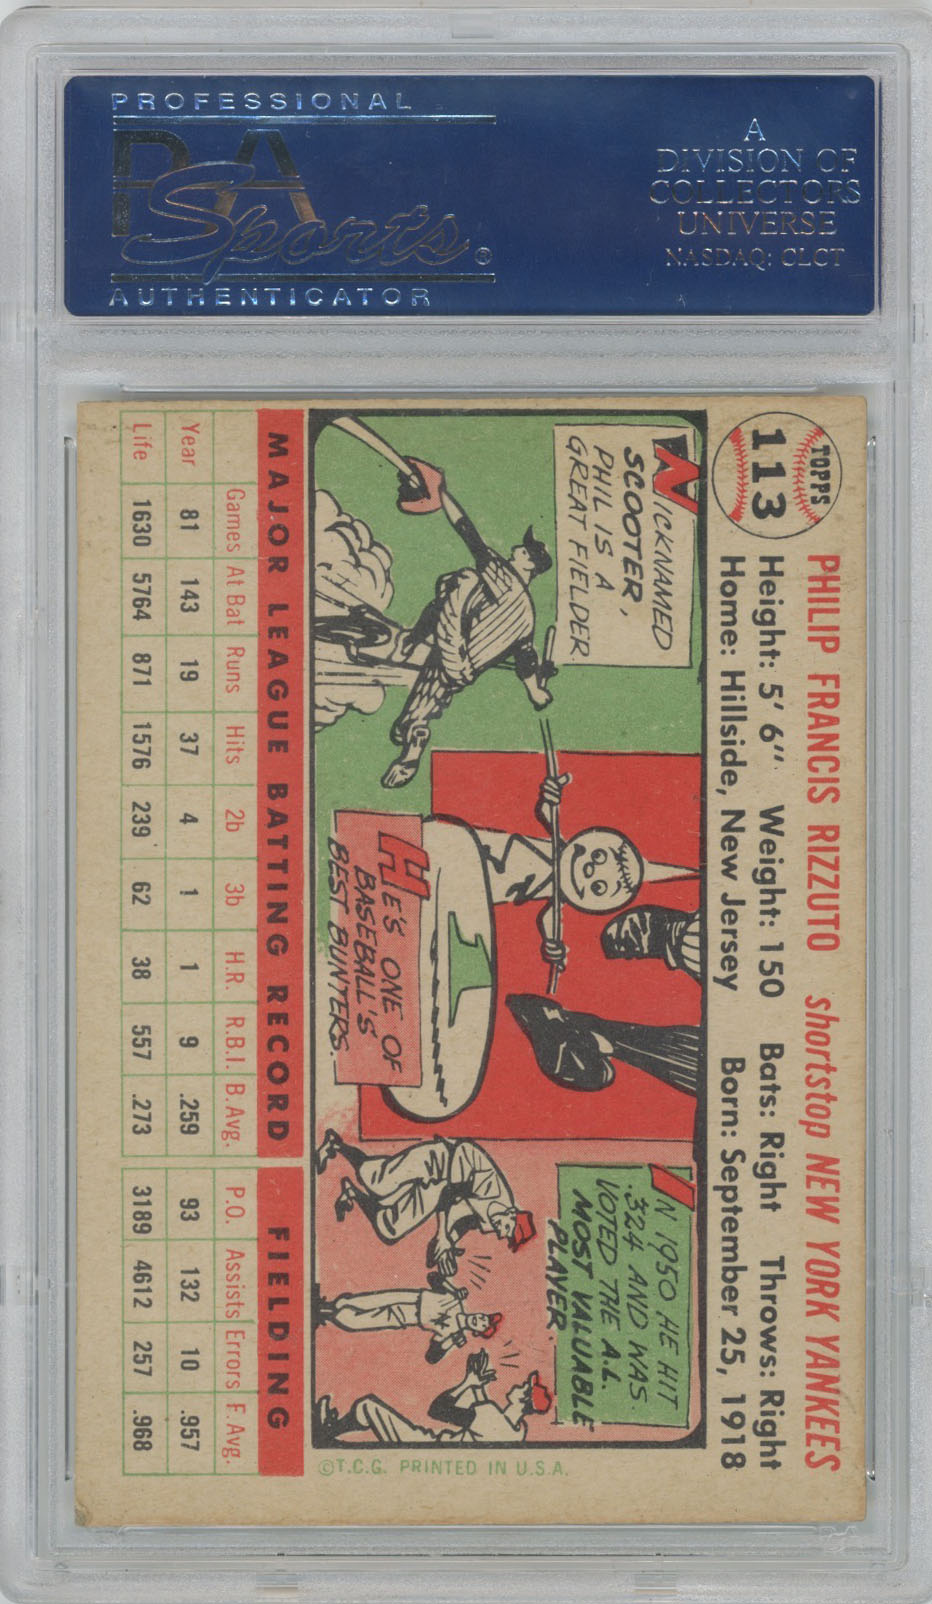 PROFESSIONAL
PSA
Sports®
AUTHENTICATOR
A
DIVISION OF
COLLECTORS
UNIVERSE
NASDAQ: CLCT
TOPPS
113
PHILIP FRANCIS RIZZUTO shortstop NEW YORK YANKEES
Height: 5' 6" Weight: 150 Bats: Right Throws: Right
Home: Hillside, New Jersey Born: September 25, 1918
NICKNAMED
SCOOTER,
PHIL IS A
GREAT FIELDER.
HE'S ONE OF
BASEBALL'S
BEST BUNTERS.
IN 1950 HE HIT
.324 AND WAS
VOTED THE A.L.
MOST VALUABLE
PLAYER.
©T.C.G. PRINTED IN U.S.A.
MAJOR LEAGUE BATTING RECORD FIELDING
Games At Bat Runs Hits 2b 3b H.R. R.B.I. B.Avg. P.O. Assists Errors F.Avg.
Year 81 143 19 37 4 1 1 9 .259 93 132 10 .957
Life 1630 5764 871 1576 239 62 38 557 .273 3189 4612 257 .968